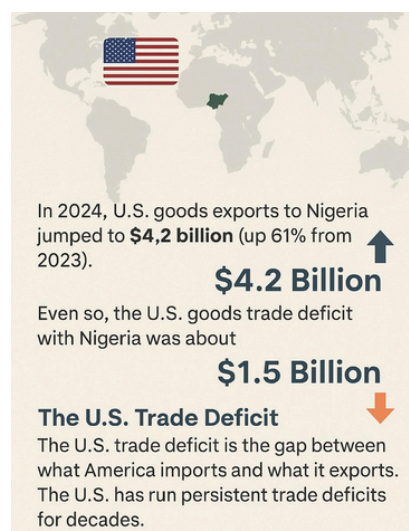 In 2024, U.S. goods exports to Nigeria
jumped to $4,2 billion (up 61% from
2023).
$4.2 Billion
Even so, the U.S. goods trade deficit
with Nigeria was about
$1.5 Billion
The U.S. Trade Deficit
The U.S. trade deficit is the gap between
what America imports and what it exports.
The U.S. has run persistent trade deficits
for decades.